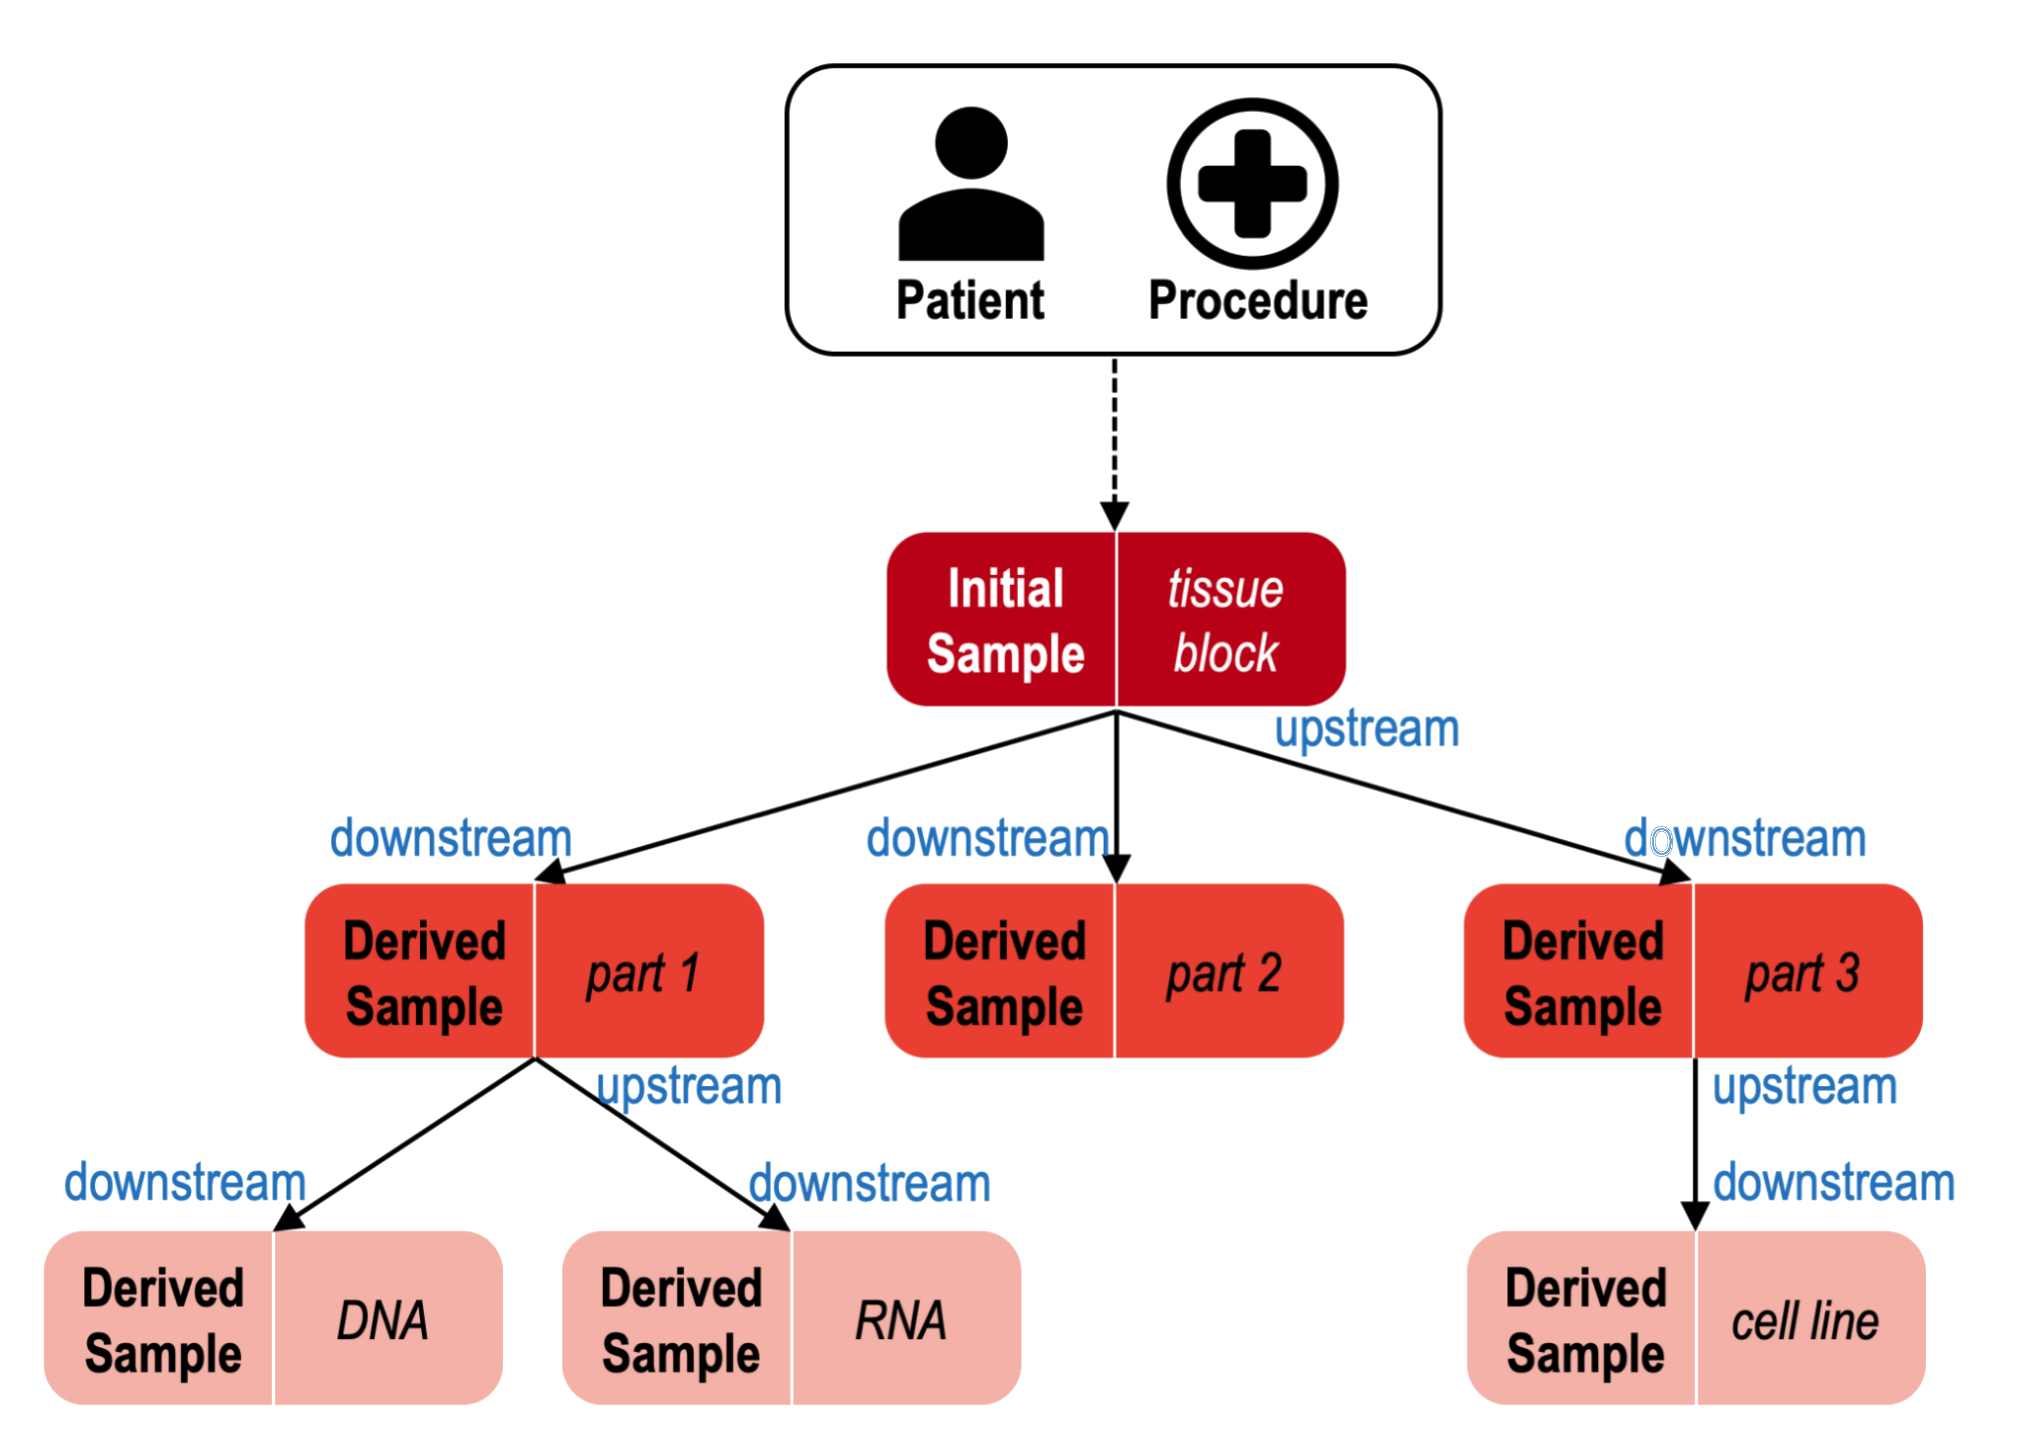 Patient
Procedure
Initial
Sample
tissue
block
upstream
downstream
downstream
downstream
Derived
Sample
part 1
Derived
Sample
part 2
Derived
Sample
part 3
upstream
upstream
downstream
downstream
downstream
Derived
Sample
DNA
Derived
Sample
RNA
Derived
Sample
cell line